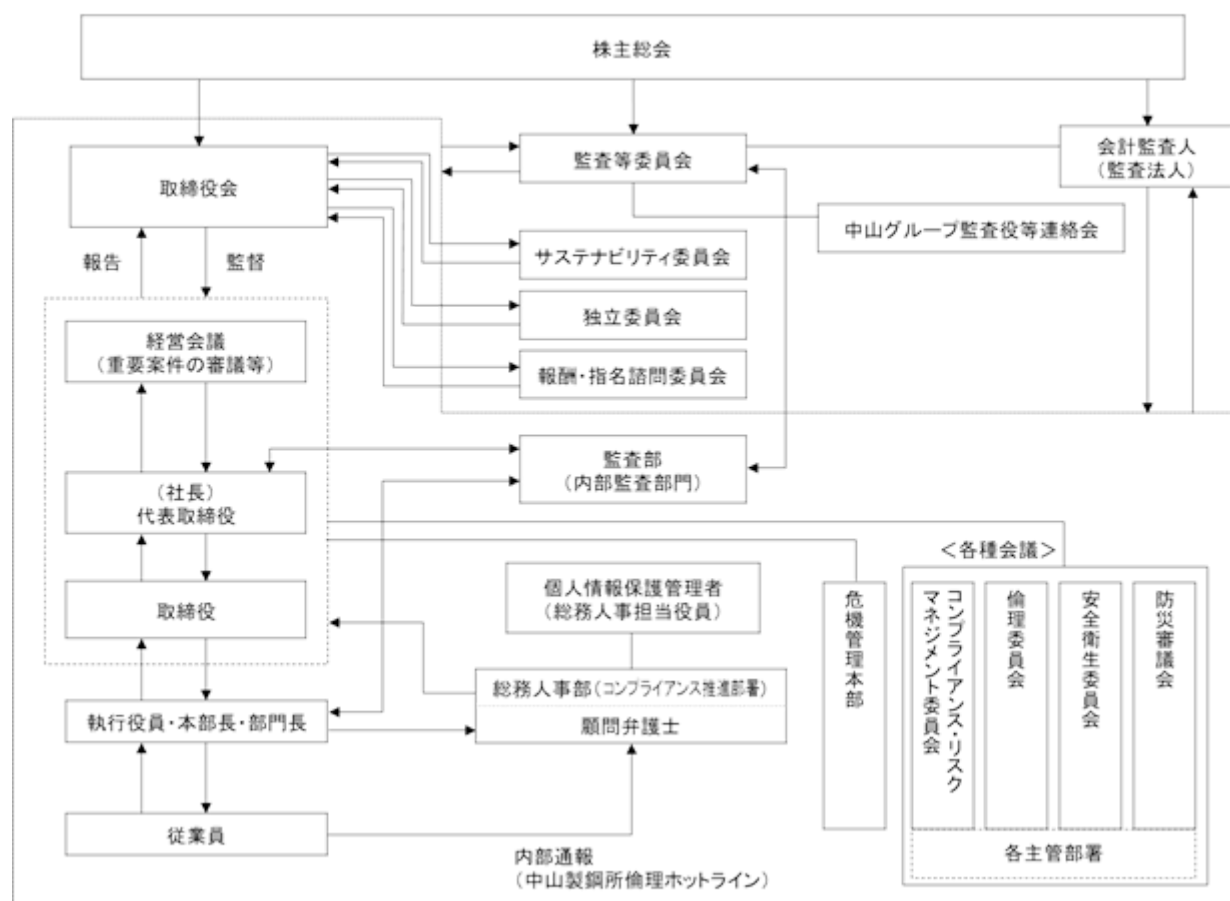 株主総会
監査等委員会
会計監査人
（監査法人）
取締役会
中山グループ監査役等連絡会
サステナビリティ委員会
報告
監督
独立委員会
経営会議
（重要案件の審議等）
報酬・指名諮問委員会
監査部
（内部監査部門）
（社長）
代表取締役
＜各種会議＞
個人情報保護管理者
（総務人事担当役員）
取締役
危機管理本部
コンプライアンス・リスク
マネジメント委員会
倫理委員会
安全衛生委員会
防災審議会
総務人事部（コンプライアンス推進部署）
顧問弁護士
執行役員・本部長・部門長
従業員
各主管部署
内部通報
（中山製鋼所倫理ホットライン）